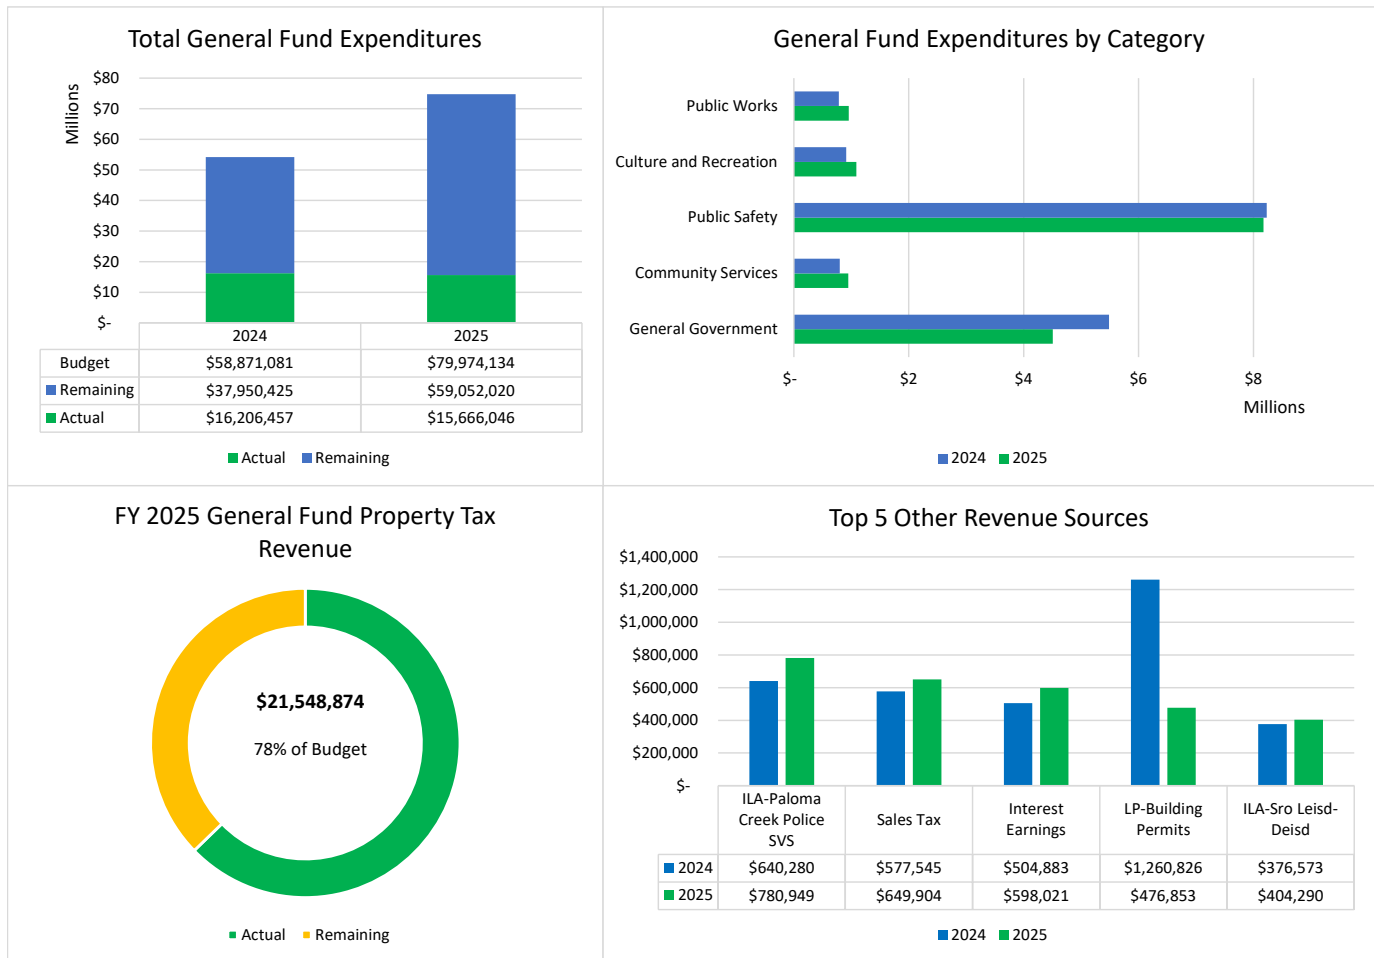 Total General Fund Expenditures
Millions
$80
$70
$60
$50
$40
$30
$20
$10
$-
2024 2025
Budget $58,871,081 $79,974,134
Remaining $37,950,425 $59,052,020
Actual $16,206,457 $15,666,046
Actual Remaining
General Fund Expenditures by Category
Public Works
Culture and Recreation
Public Safety
Community Services
General Government
$- $2 $4 $6 $8
Millions
2024 2025
FY 2025 General Fund Property Tax
Revenue
$21,548,874
78% of Budget
Actual Remaining
Top 5 Other Revenue Sources
$1,400,000
$1,200,000
$1,000,000
$800,000
$600,000
$400,000
$200,000
$-
ILA-Paloma
Creek Police
SVS
Sales Tax
Interest
Earnings
LP-Building
Permits
ILA-Sro Leisd-
Deisd
2024 $640,280 $577,545 $504,883 $1,260,826 $376,573
2025 $780,949 $649,904 $598,021 $476,853 $404,290
2024 2025